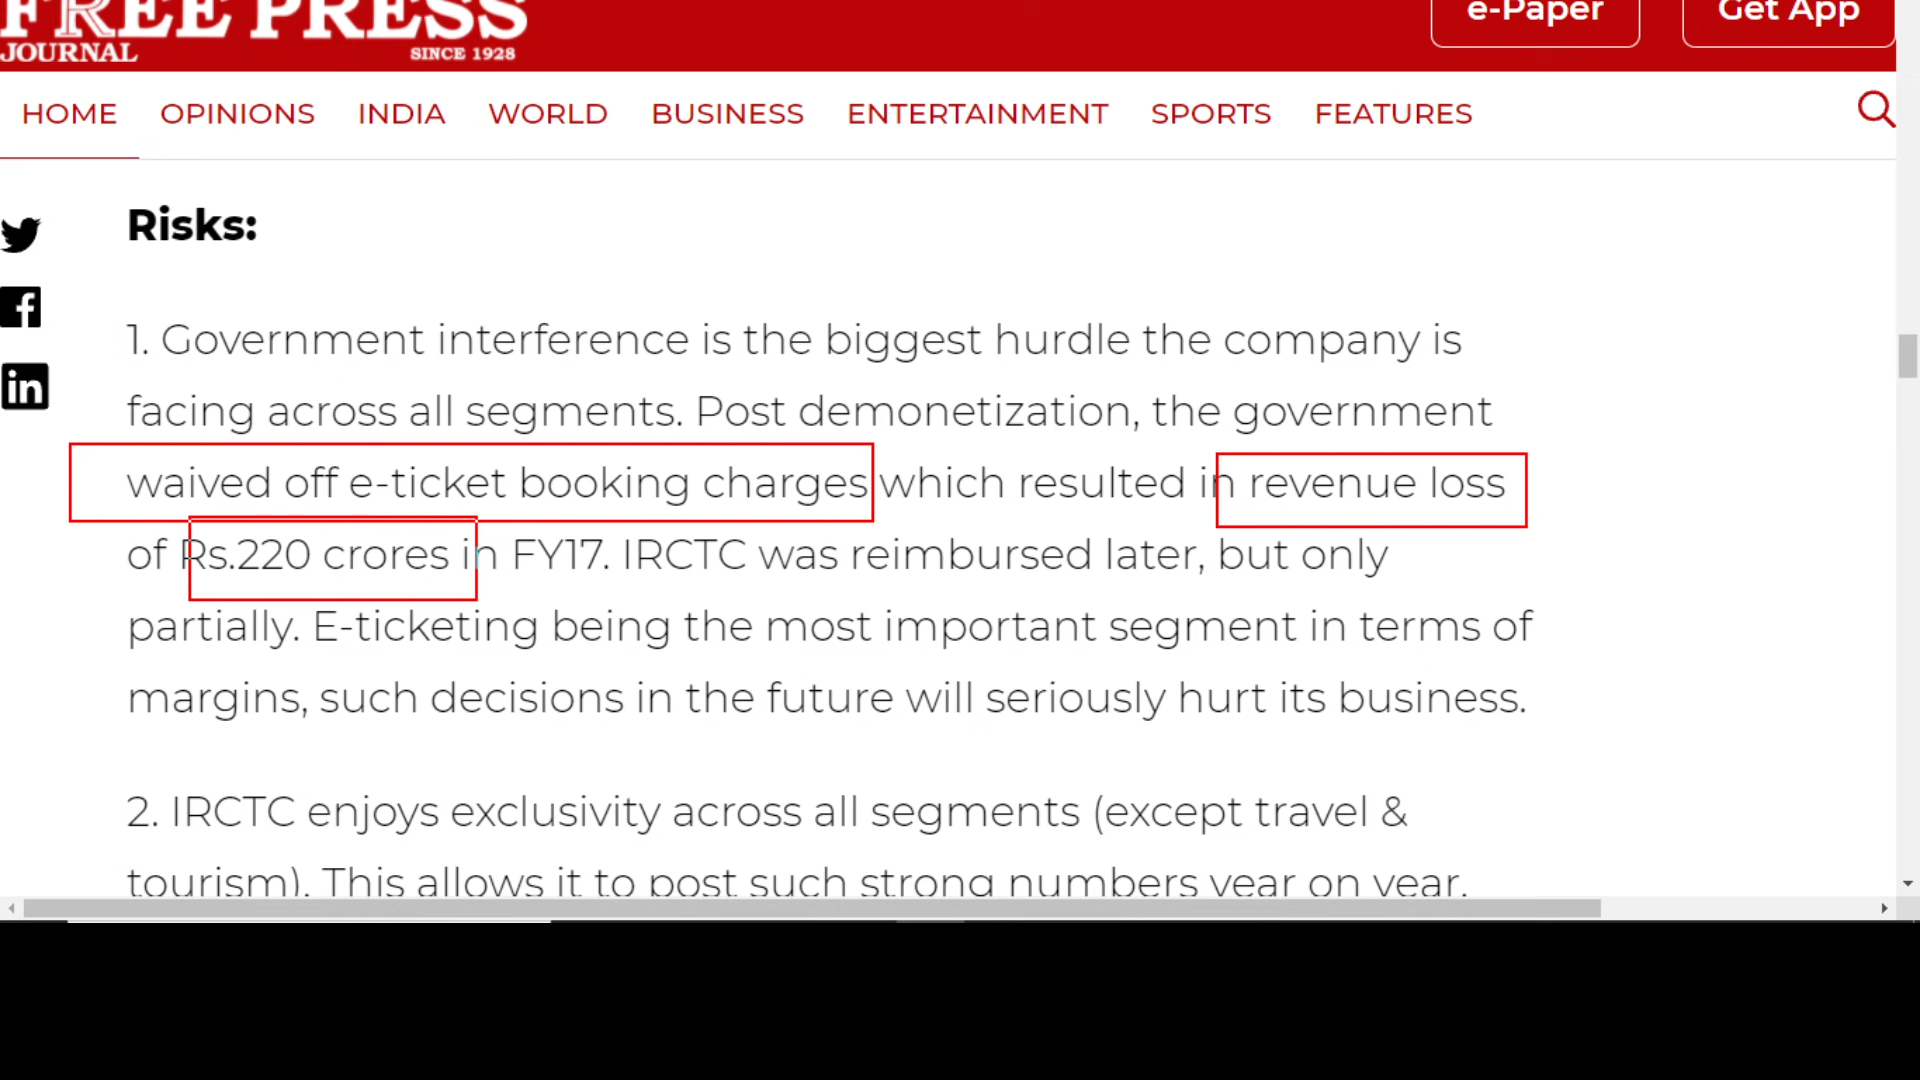 FREE PRESS
JOURNAL SINCE 1928
e-Paper Get App
HOME OPINIONS INDIA WORLD BUSINESS ENTERTAINMENT SPORTS FEATURES
Risks:
1. Government interference is the biggest hurdle the company is
facing across all segments. Post demonetization, the government
waived off e-ticket booking charges which resulted in revenue loss
of Rs.220 crores in FY17. IRCTC was reimbursed later, but only
partially. E-ticketing being the most important segment in terms of
margins, such decisions in the future will seriously hurt its business.
2. IRCTC enjoys exclusivity across all segments (except travel &
tourism). This allows it to post such strong numbers year on year.